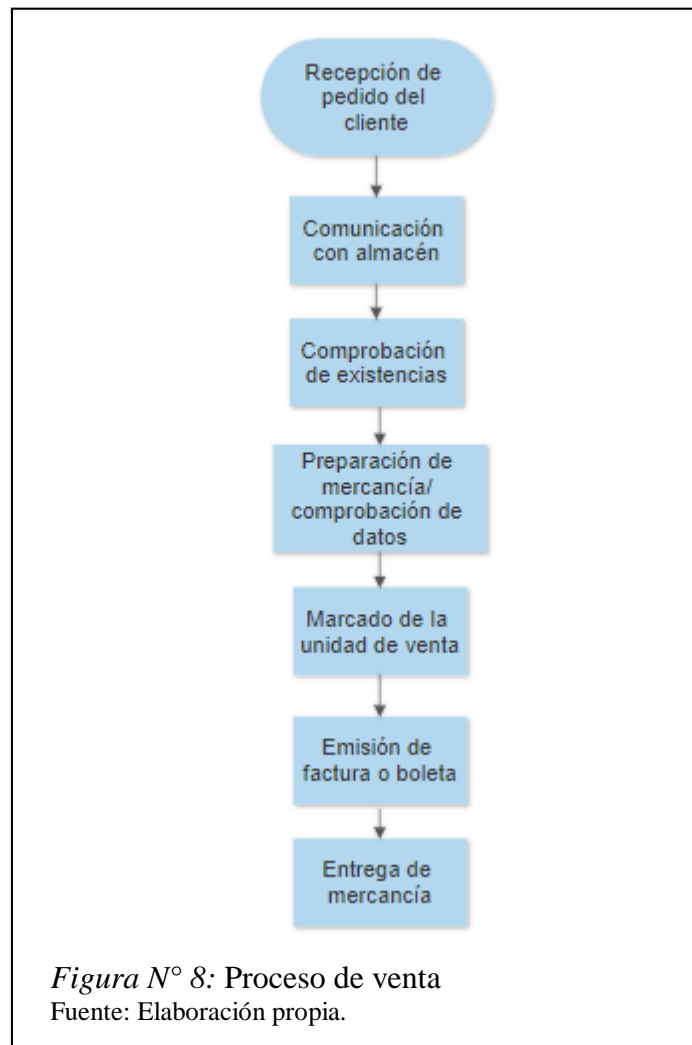 Recepción de
pedido del
cliente
Comunicación
con almacén
Comprobación
de existencias
Preparación de
mercancía/
comprobación de
datos
Marcado de la
unidad de venta
Emisión de
factura o boleta
Entrega de
mercancía
Figura N° 8: Proceso de venta
Fuente: Elaboración propia.